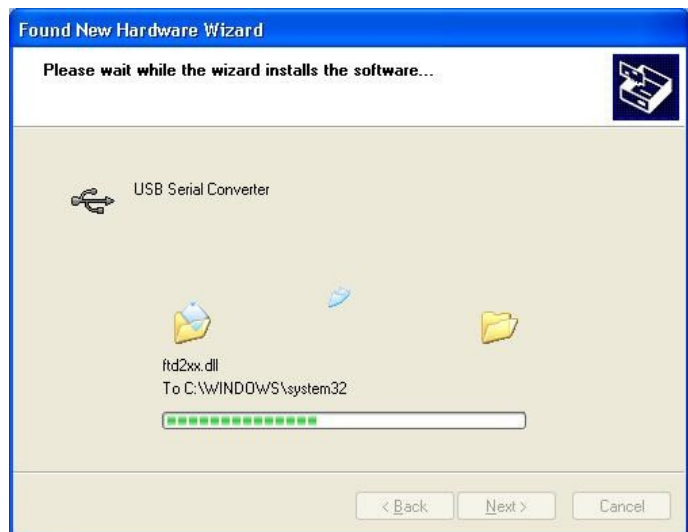 Found New Hardware Wizard
Please wait while the wizard installs the software...
USB Serial Converter
ftd2xx.dll
To C:\WINDOWS\system32
< Back
Next >
Cancel